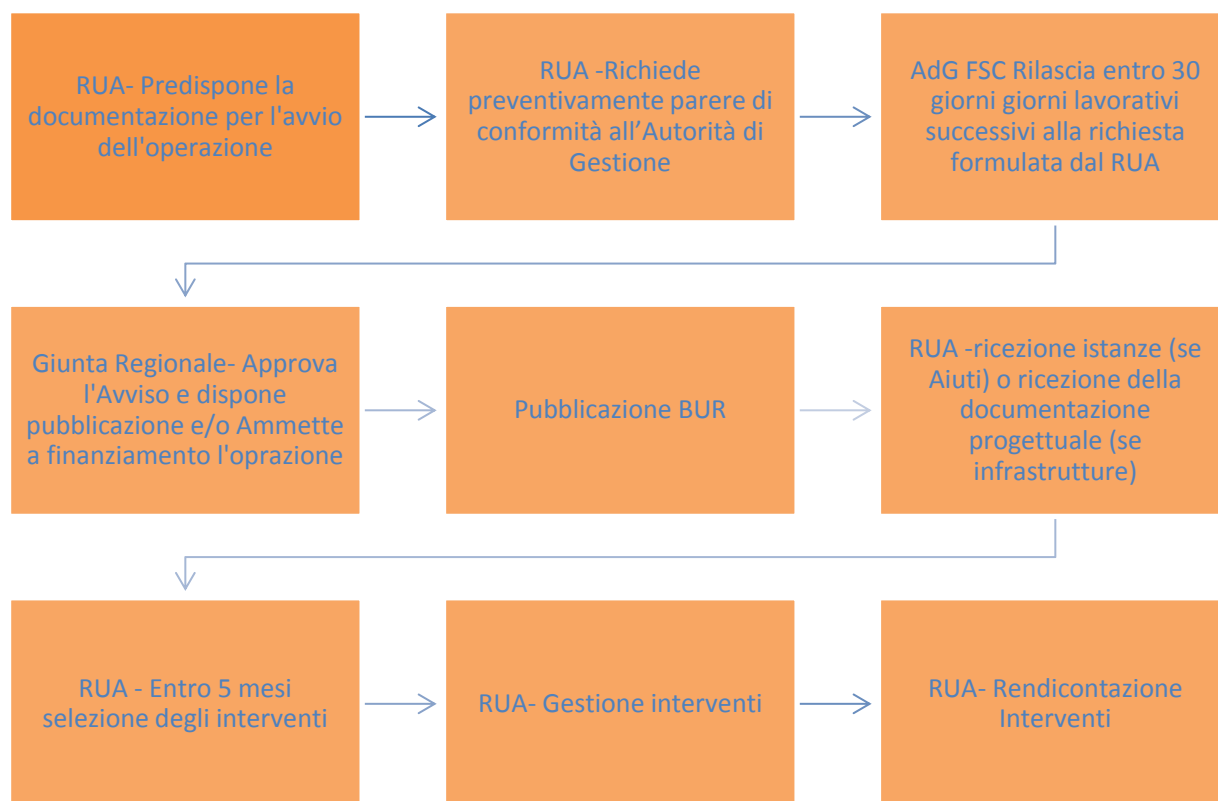 RUA- Predispone la
documentazione per l'avvio
dell'operazione
RUA -Richiede
preventivamente parere di
conformità all’Autorità di
Gestione
AdG FSC Rilascia entro 30
giorni giorni lavorativi
successivi alla richiesta
formulata dal RUA
Giunta Regionale- Approva
l'Avviso e dispone
pubblicazione e/o Ammette
a finanziamento l'oprazione
Pubblicazione BUR
RUA -ricezione istanze (se
Aiuti) o ricezione della
documentazione
progettuale (se
infrastrutture)
RUA - Entro 5 mesi
selezione degli interventi
RUA- Gestione interventi
RUA- Rendicontazione
Interventi